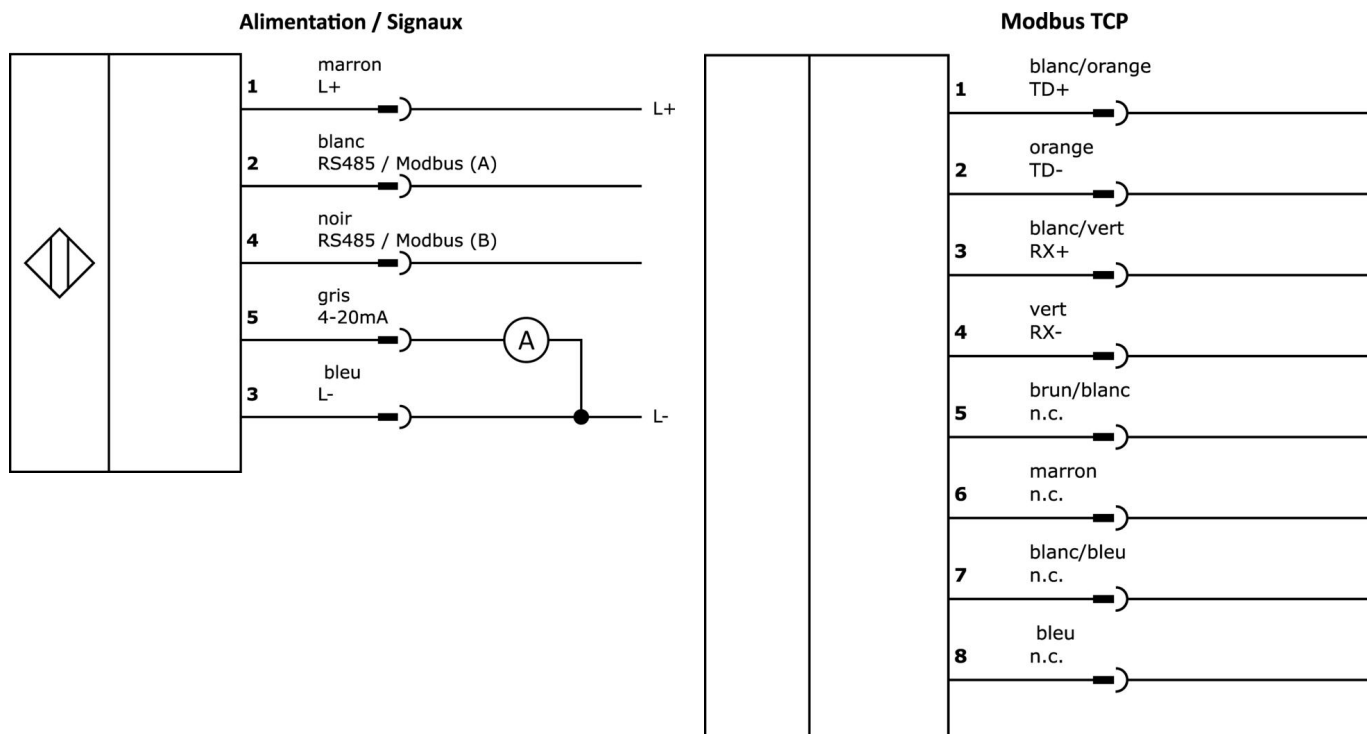 Alimentation / Signaux
marron
1 L+
L+
blanc
2 RS485 / Modbus (A)
noir
4 RS485 / Modbus (B)
gris
5 4-20mA
A
bleu
3 L-
L-
Modbus TCP
blanc/orange
1 TD+
orange
2 TD-
blanc/vert
3 RX+
vert
4 RX-
brun/blanc
5 n.c.
marron
6 n.c.
blanc/bleu
7 n.c.
bleu
8 n.c.